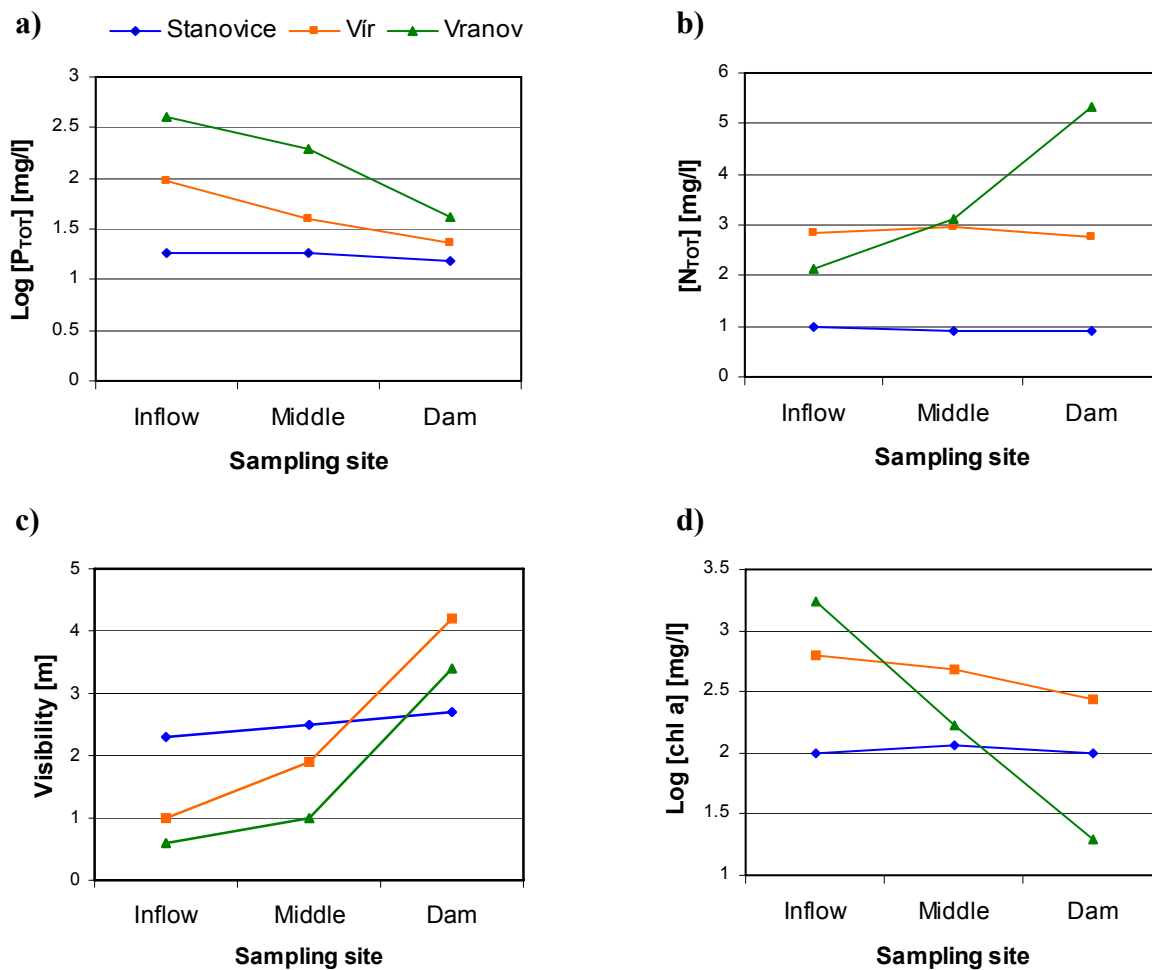 a)
Stanovice Vír Vranov
3
2.5
2
1.5
1
0.5
0
Log [P_TOT] [mg/l]
Inflow Middle Dam
Sampling site
b)
6
5
4
3
2
1
0
[N_TOT] [mg/l]
Inflow Middle Dam
Sampling site
c)
5
4
3
2
1
0
Visibility [m]
Inflow Middle Dam
Sampling site
d)
3.5
3
2.5
2
1.5
1
Log [chl a] [mg/l]
Inflow Middle Dam
Sampling site